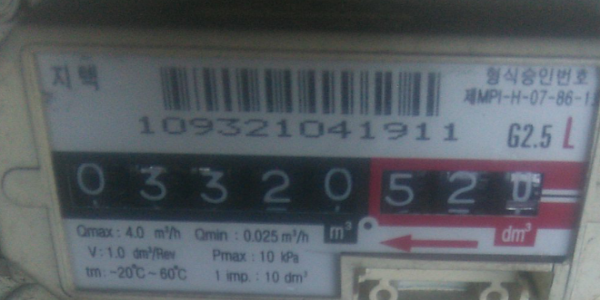 지택
형식승인번호
제MPI-H-07-86-1
109321041911
G2.5 L
0 3 3 2 0 5 2 0
m³ dm³
Qmax : 4.0 m³/h Qmin : 0.025 m³/h
V : 1.0 dm³/Rev Pmax : 10 kPa
tm : -20℃ ~ 60℃ 1 imp. : 10 dm³